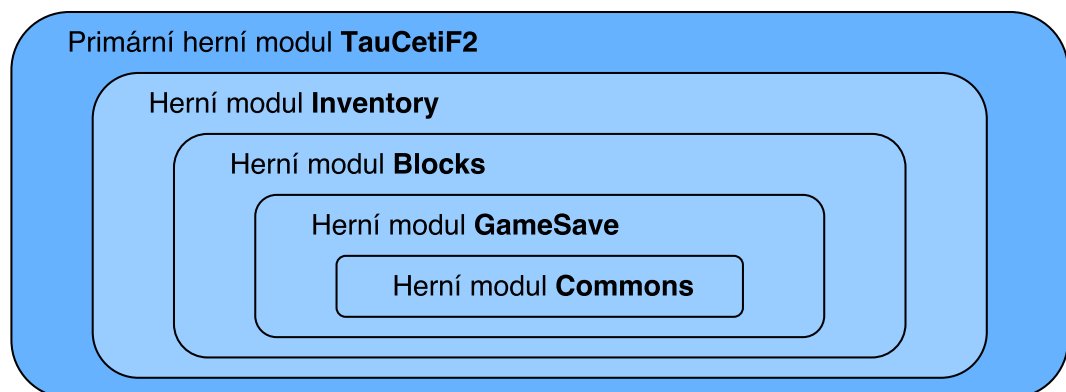 Primární herní modul TauCetiF2
Herní modul Inventory
Herní modul Blocks
Herní modul GameSave
Herní modul Commons